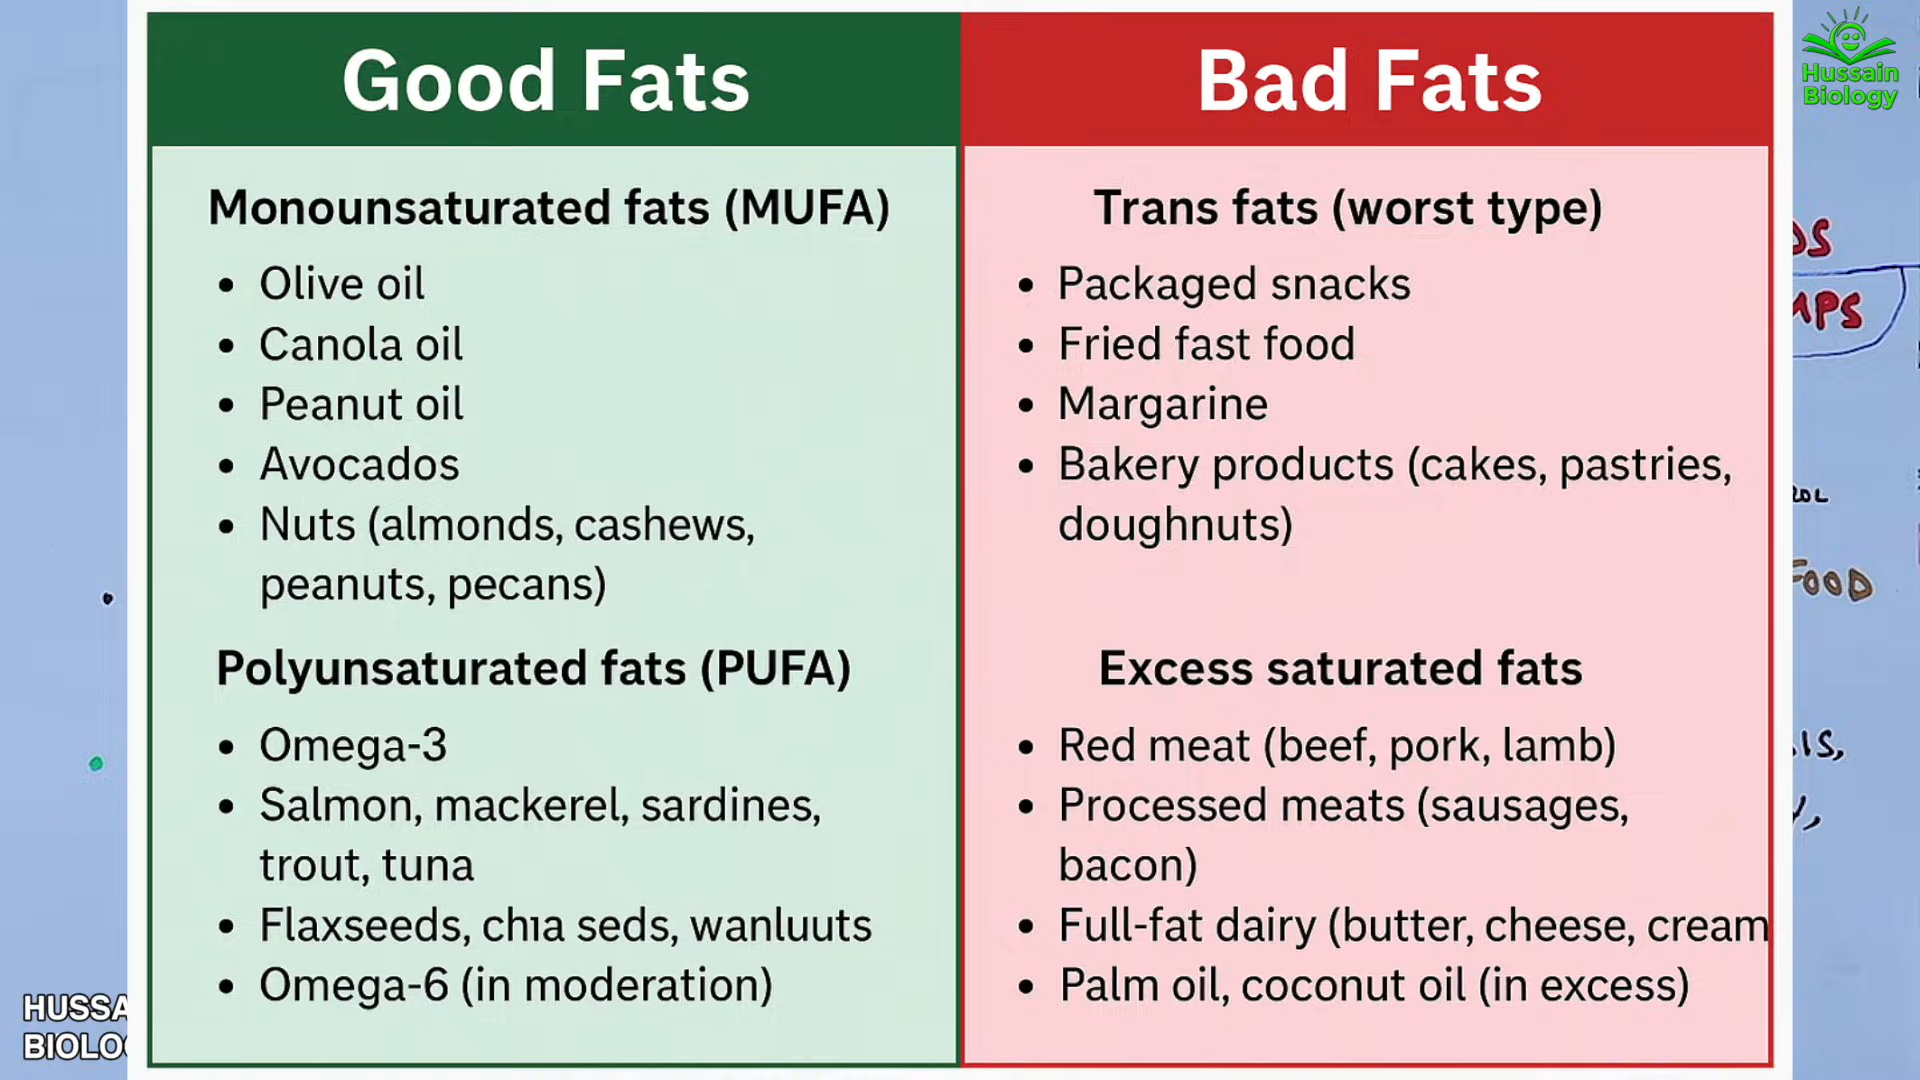 Good Fats
Monounsaturated fats (MUFA)
• Olive oil
• Canola oil
• Peanut oil
• Avocados
• Nuts (almonds, cashews,
peanuts, pecans)
Polyunsaturated fats (PUFA)
• Omega-3
• Salmon, mackerel, sardines,
trout, tuna
• Flaxseeds, chıa seds, wanluuts
• Omega-6 (in moderation)
Bad Fats
Trans fats (worst type)
• Packaged snacks
• Fried fast food
• Margarine
• Bakery products (cakes, pastries,
doughnuts)
Excess saturated fats
• Red meat (beef, pork, lamb)
• Processed meats (sausages,
bacon)
• Full-fat dairy (butter, cheese, cream
• Palm oil, coconut oil (in excess)
Hussain
Biology
FOOD
HUSSA
BIOLO